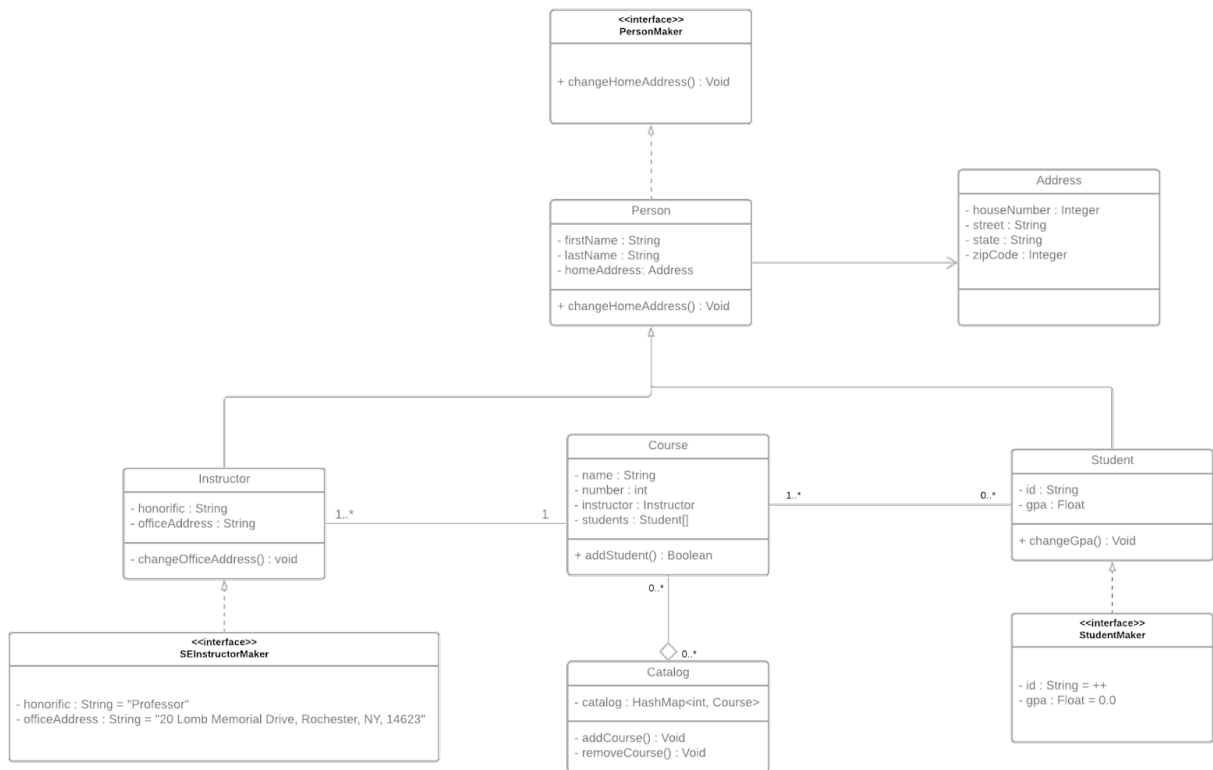 <<interface>>
PersonMaker
+ changeHomeAddress() : Void
Person
- firstName : String
- lastName : String
- homeAddress: Address
+ changeHomeAddress() : Void
Address
- houseNumber : Integer
- street : String
- state : String
- zipCode : Integer
Instructor
- honorific : String
- officeAddress : String
- changeOfficeAddress() : void
1..*
1
Course
- name : String
- number : int
- instructor : Instructor
- students : Student[]
+ addStudent() : Boolean
1..*
0..*
Student
- id : String
- gpa : Float
+ changeGpa() : Void
<<interface>>
SEInstructorMaker
- honorific : String = "Professor"
- officeAddress : String = "20 Lomb Memorial Drive, Rochester, NY, 14623"
0..*
0..*
Catalog
- catalog : HashMap<int, Course>
- addCourse() : Void
- removeCourse() : Void
<<interface>>
StudentMaker
- id : String = ++
- gpa : Float = 0.0